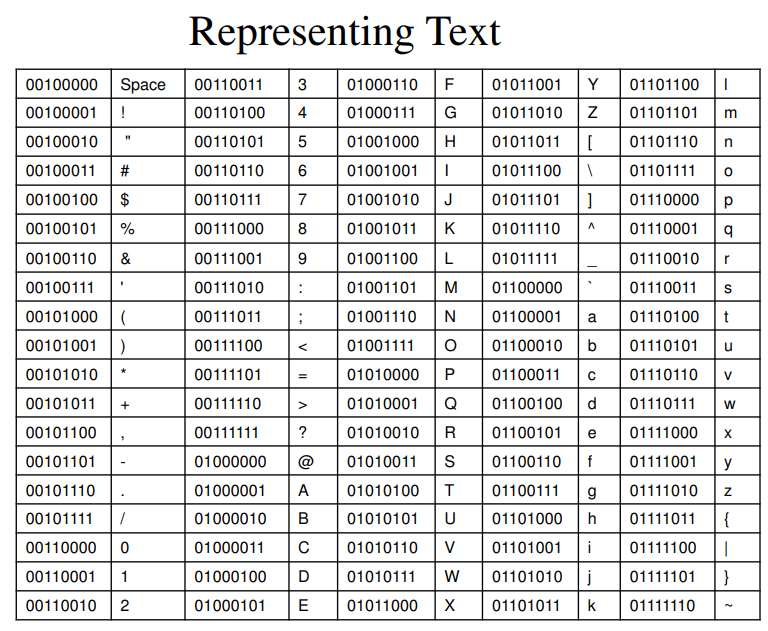 Representing Text
00100000 Space 00110011 3 01000110 F 01011001 Y 01101100 l
00100001 ! 00110100 4 01000111 G 01011010 Z 01101101 m
00100010 " 00110101 5 01001000 H 01011011 [ 01101110 n
00100011 # 00110110 6 01001001 I 01011100 \ 01101111 o
00100100 $ 00110111 7 01001010 J 01011101 ] 01110000 p
00100101 % 00111000 8 01001011 K 01011110 ^ 01110001 q
00100110 & 00111001 9 01001100 L 01011111 _ 01110010 r
00100111 ' 00111010 : 01001101 M 01100000 ` 01110011 s
00101000 ( 00111011 ; 01001110 N 01100001 a 01110100 t
00101001 ) 00111100 < 01001111 O 01100010 b 01110101 u
00101010 * 00111101 = 01010000 P 01100011 c 01110110 v
00101011 + 00111110 > 01010001 Q 01100100 d 01110111 w
00101100 , 00111111 ? 01010010 R 01100101 e 01111000 x
00101101 - 01000000 @ 01010011 S 01100110 f 01111001 y
00101110 . 01000001 A 01010100 T 01100111 g 01111010 z
00101111 / 01000010 B 01010101 U 01101000 h 01111011 {
00110000 0 01000011 C 01010110 V 01101001 i 01111100 |
00110001 1 01000100 D 01010111 W 01101010 j 01111101 }
00110010 2 01000101 E 01011000 X 01101011 k 01111110 ~